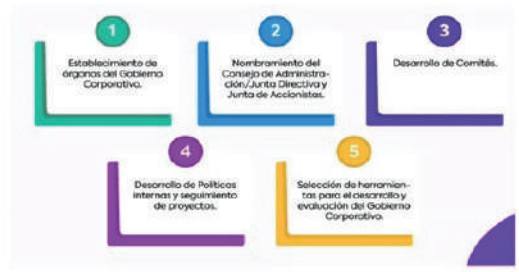 1
Establecimiento de
órganos del Gobierno
Corporativo.
2
Nombramiento del
Consejo de Administra-
ción/Junta Directiva y
Junta de Accionistas.
3
Desarrollo de Comités.
4
Desarrollo de Políticas
internas y seguimiento
de proyectos.
5
Selección de herramien-
tas para el desarrollo y
evaluación del Gobierno
Corporativo.